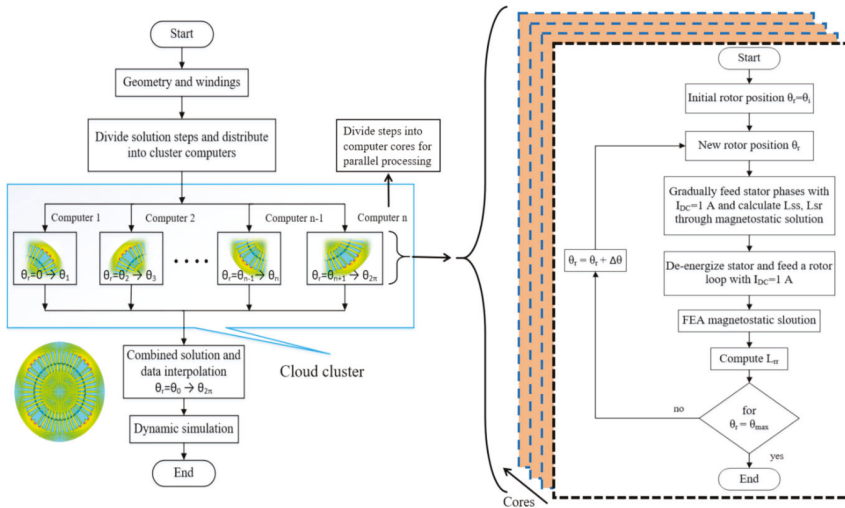 Start
Geometry and windings
Divide solution steps and distribute
into cluster computers
Divide steps into
computer cores for
parallel processing
Computer 1
Computer 2
Computer n-1
Computer n
θr=0 → θ1
θr=θ2 → θ3
θr=θn-1 → θn
θr=θn+1 → θ2π
Combined solution and
data interpolation
θr=θ0 → θ2π
Cloud cluster
Dynamic simulation
End
Start
Initial rotor position θr=θi
New rotor position θr
Gradually feed stator phases with
IDC=1 A and calculate Lss, Lsr
through magnetostatic solution
θr = θr + Δθ
De-energize stator and feed a rotor
loop with IDC=1 A
FEA magnetostatic sloution
Compute Lrr
no
for
θr = θmax
yes
End
Cores